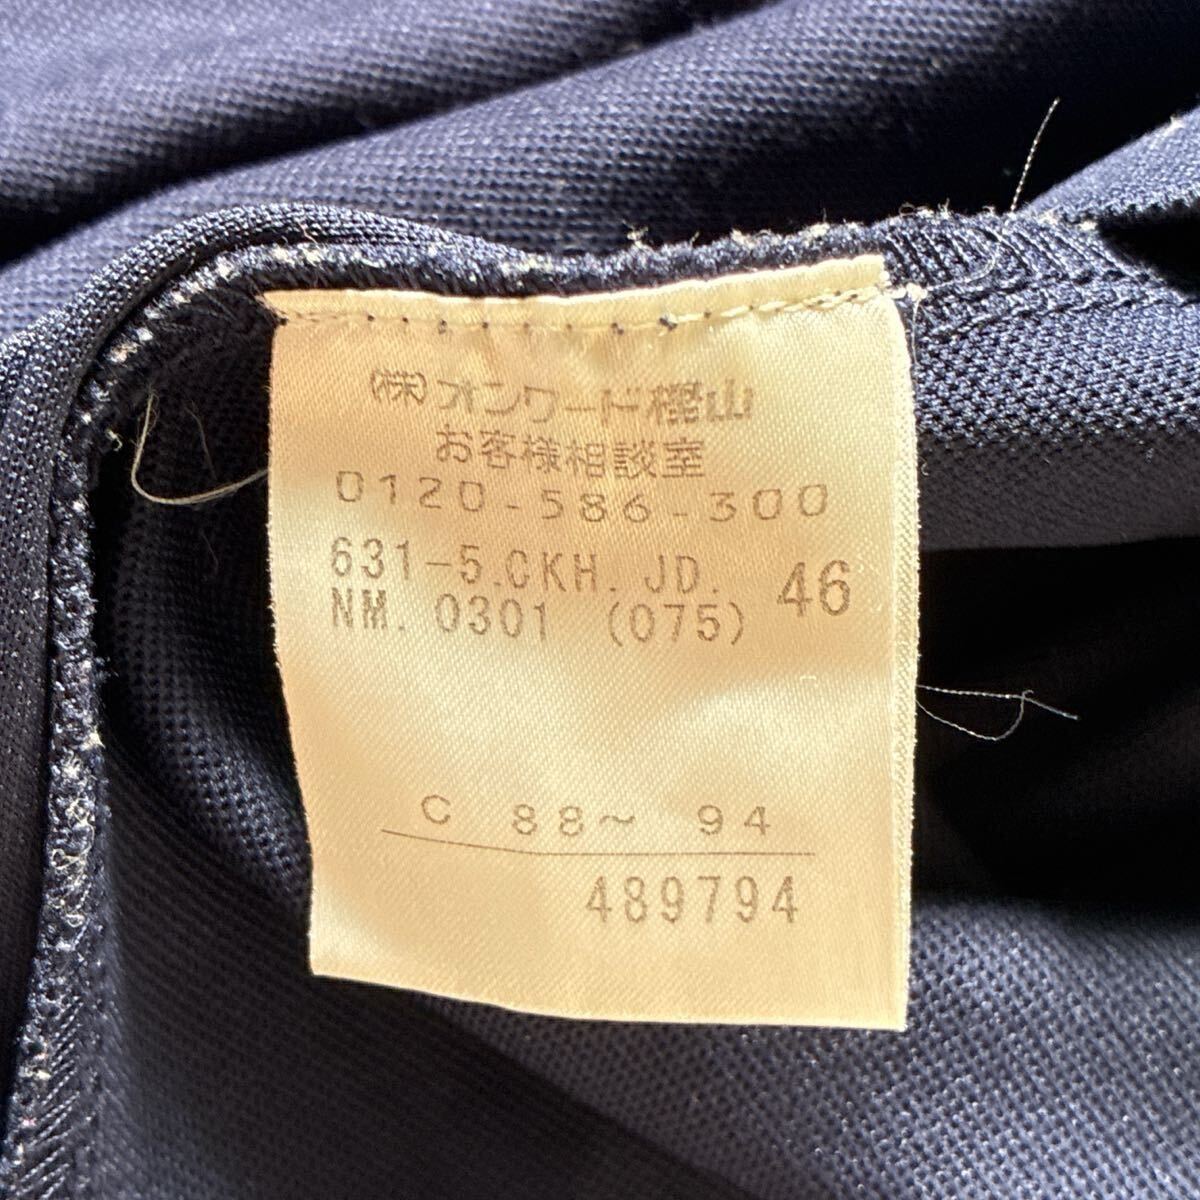 (株)オンワード樫山
お客様相談室
0120-586-300
631-5.CKH.JD. 46
NM. 0301 (075)
C 88~ 94
489794